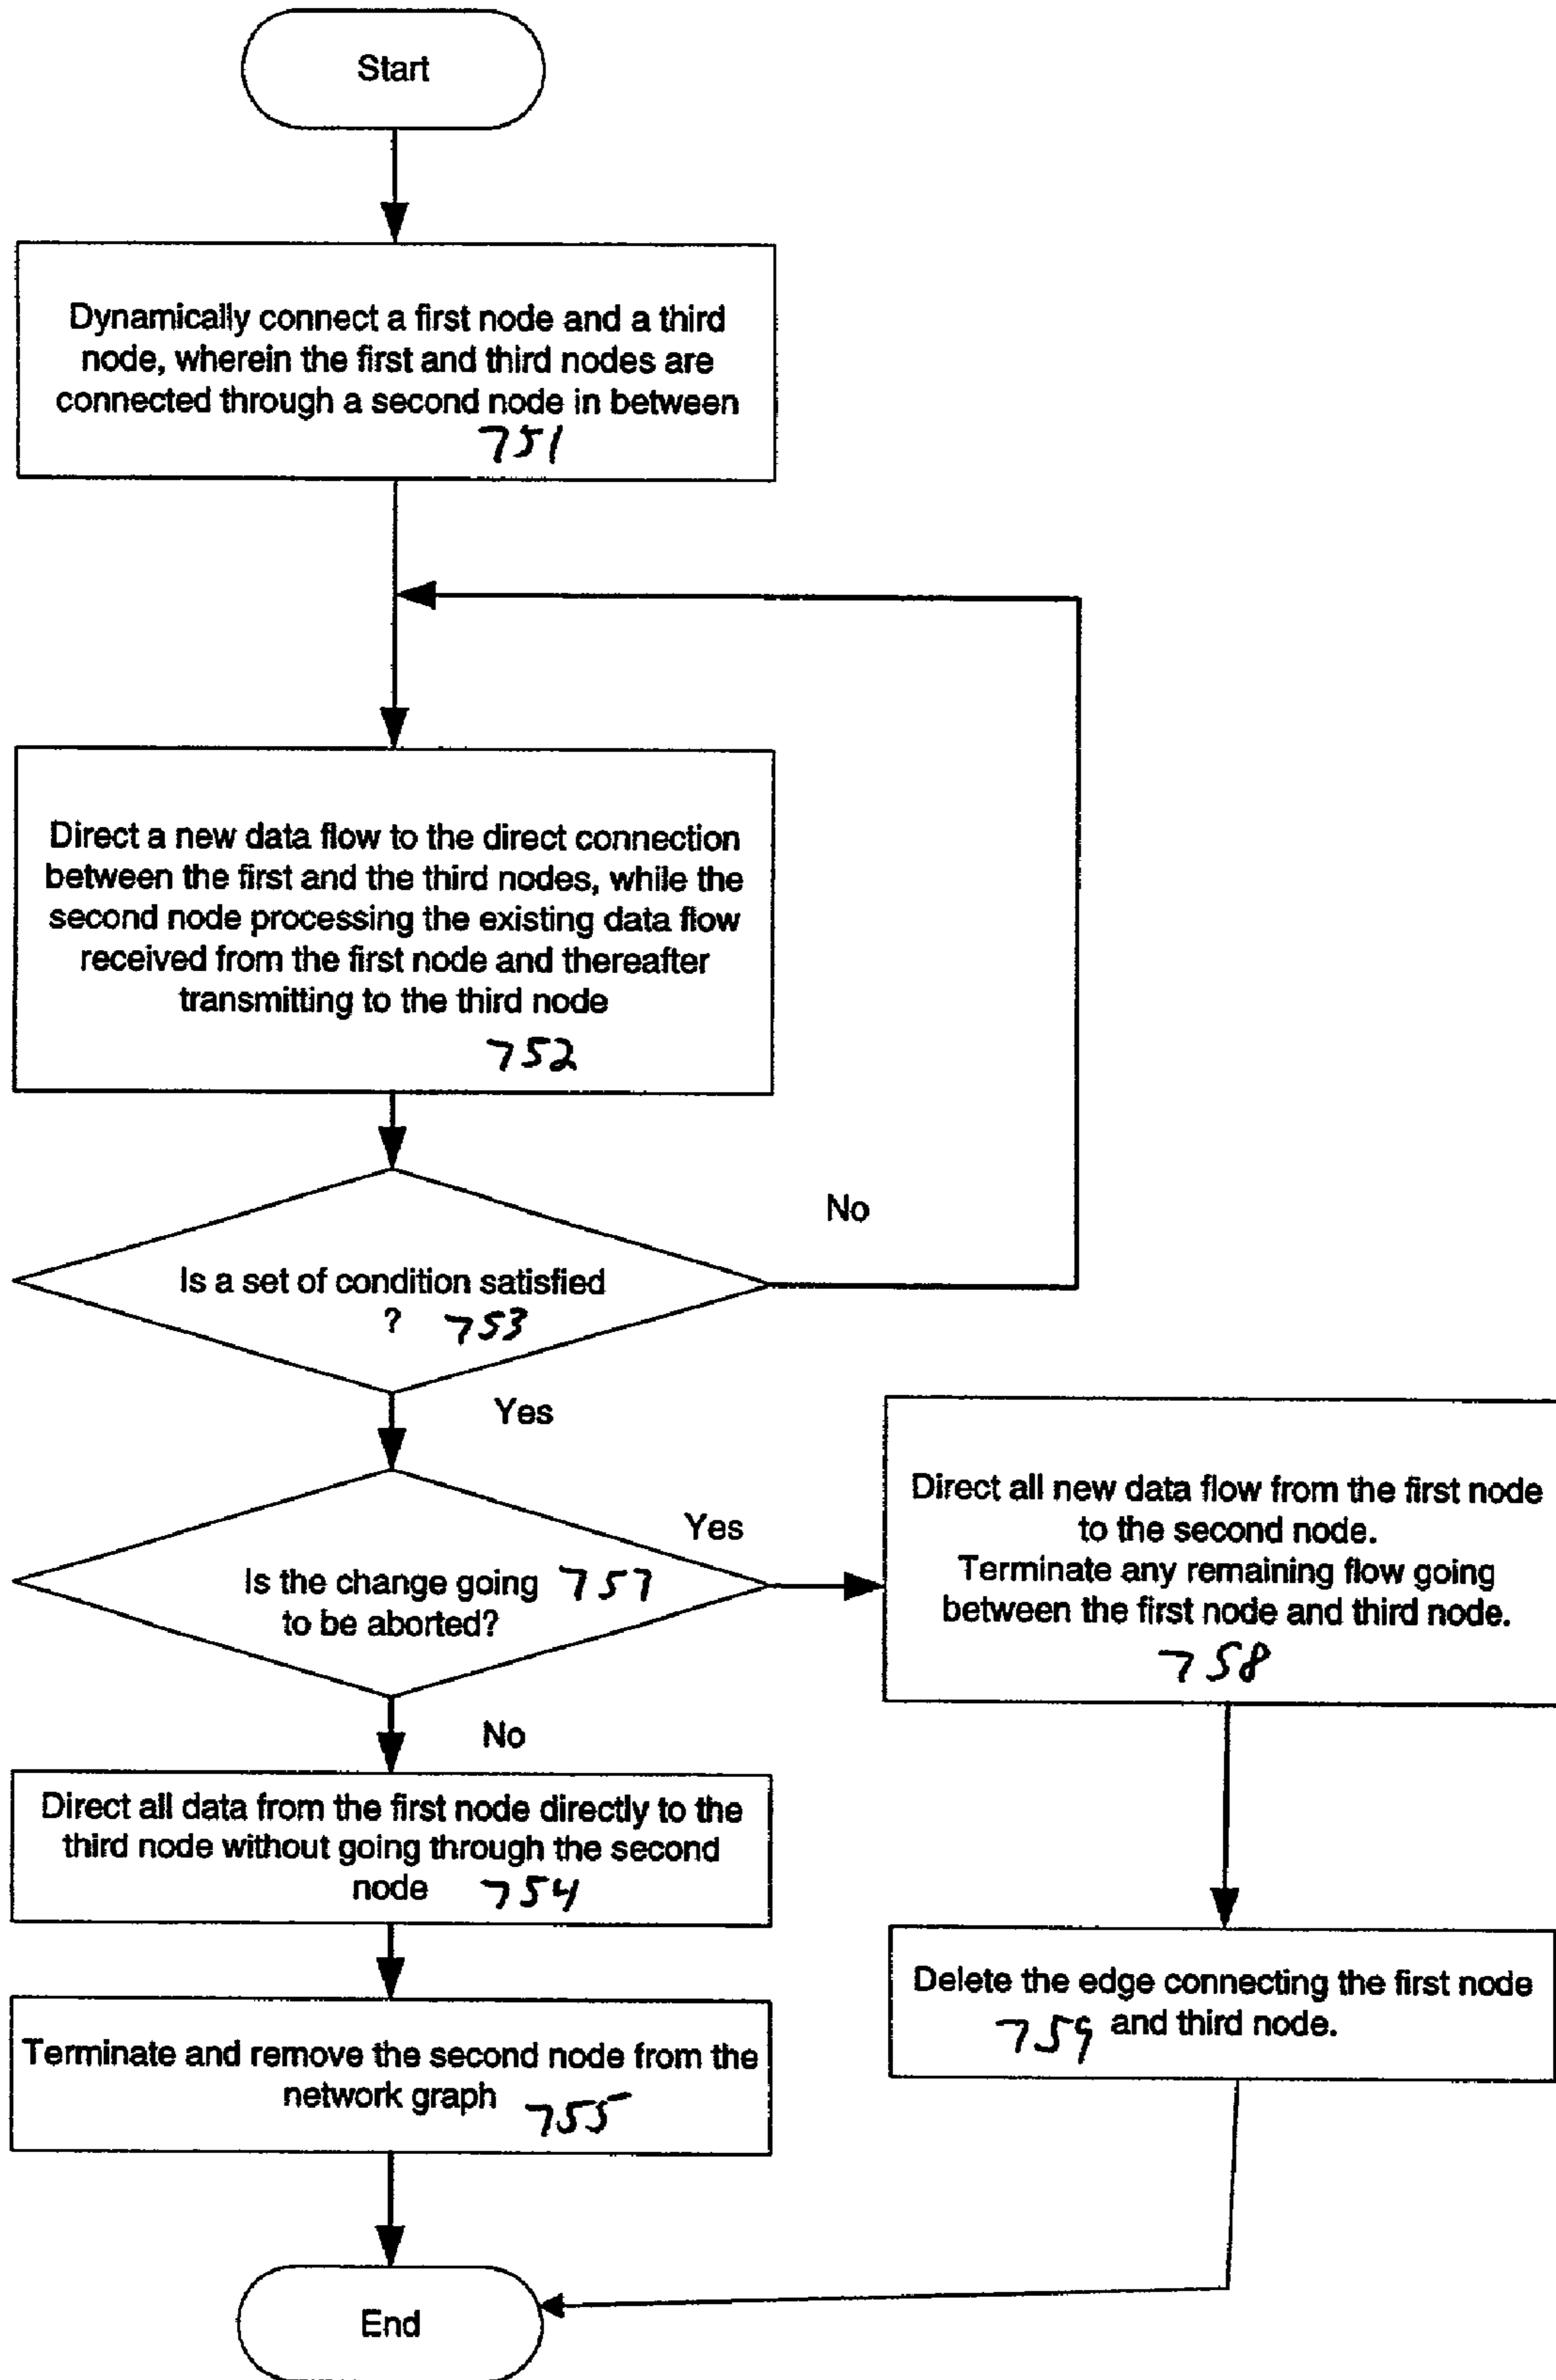 Start
Dynamically connect a first node and a third
node, wherein the first and third nodes are
connected through a second node in between
751
Direct a new data flow to the direct connection
between the first and the third nodes, while the
second node processing the existing data flow
received from the first node and thereafter
transmitting to the third node
752
No
Is a set of condition satisfied
? 753
Yes
Is the change going 757
to be aborted?
Yes
Direct all new data flow from the first node
to the second node.
Terminate any remaining flow going
between the first node and third node.
758
No
Direct all data from the first node directly to the
third node without going through the second
node 754
Delete the edge connecting the first node
759 and third node.
Terminate and remove the second node from the
network graph 755
End